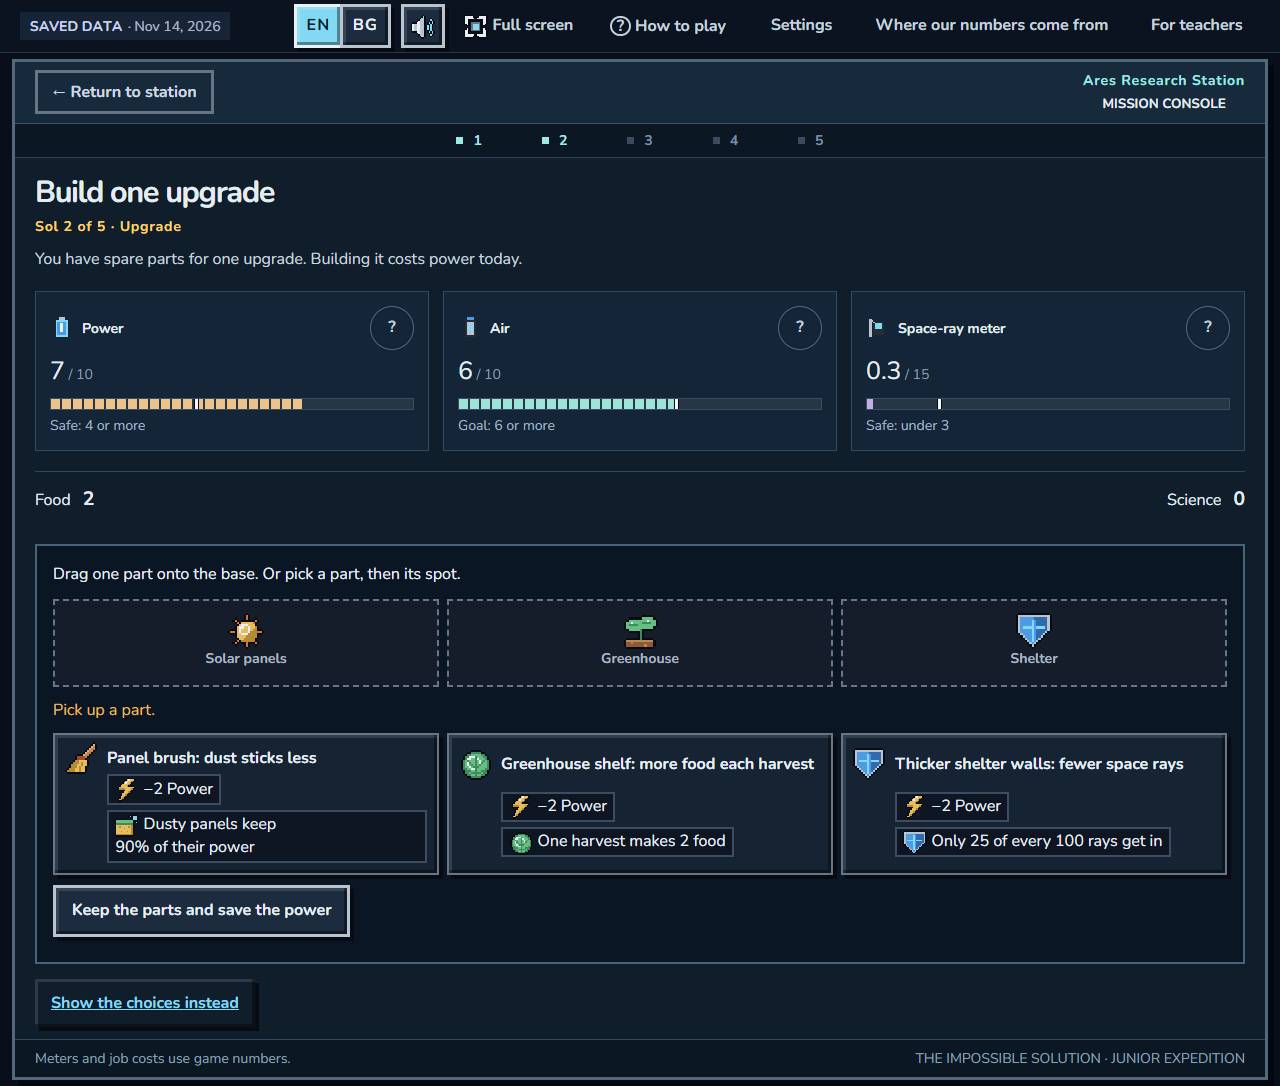 SAVED DATA · Nov 14, 2026
EN
BG
Full screen
? How to play
Settings
Where our numbers come from
For teachers
← Return to station
Ares Research Station
MISSION CONSOLE
1
2
3
4
5
Build one upgrade
Sol 2 of 5 · Upgrade
You have spare parts for one upgrade. Building it costs power today.
Power
?
7 / 10
Safe: 4 or more
Air
?
6 / 10
Goal: 6 or more
Space-ray meter
?
0.3 / 15
Safe: under 3
Food 2
Science 0
Drag one part onto the base. Or pick a part, then its spot.
Solar panels
Greenhouse
Shelter
Pick up a part.
Panel brush: dust sticks less
−2 Power
Dusty panels keep
90% of their power
Greenhouse shelf: more food each harvest
−2 Power
One harvest makes 2 food
Thicker shelter walls: fewer space rays
−2 Power
Only 25 of every 100 rays get in
Keep the parts and save the power
Show the choices instead
Meters and job costs use game numbers.
THE IMPOSSIBLE SOLUTION · JUNIOR EXPEDITION